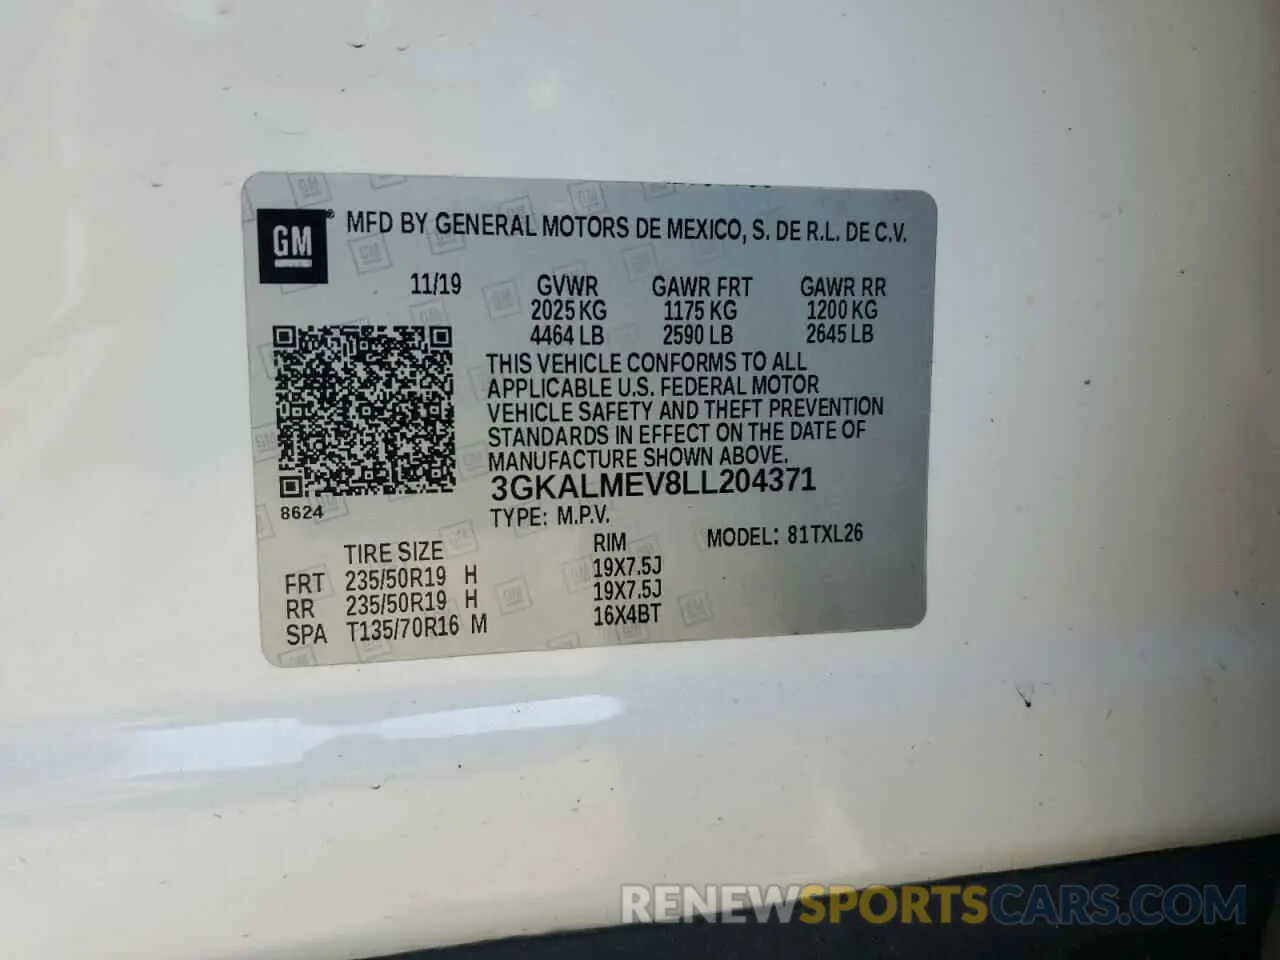 GM ® MFD BY GENERAL MOTORS DE MEXICO, S. DE R.L. DE C.V.
11/19 GVWR GAWR FRT GAWR RR
2025 KG 1175 KG 1200 KG
4464 LB 2590 LB 2645 LB
THIS VEHICLE CONFORMS TO ALL
APPLICABLE U.S. FEDERAL MOTOR
VEHICLE SAFETY AND THEFT PREVENTION
STANDARDS IN EFFECT ON THE DATE OF
MANUFACTURE SHOWN ABOVE.
3GKALMEV8LL204371
8624
TYPE: M.P.V.
TIRE SIZE RIM MODEL: 81TXL26
FRT 235/50R19 H 19X7.5J
RR 235/50R19 H 19X7.5J
SPA T135/70R16 M 16X4BT
RENEWSPORTSCARS.COM